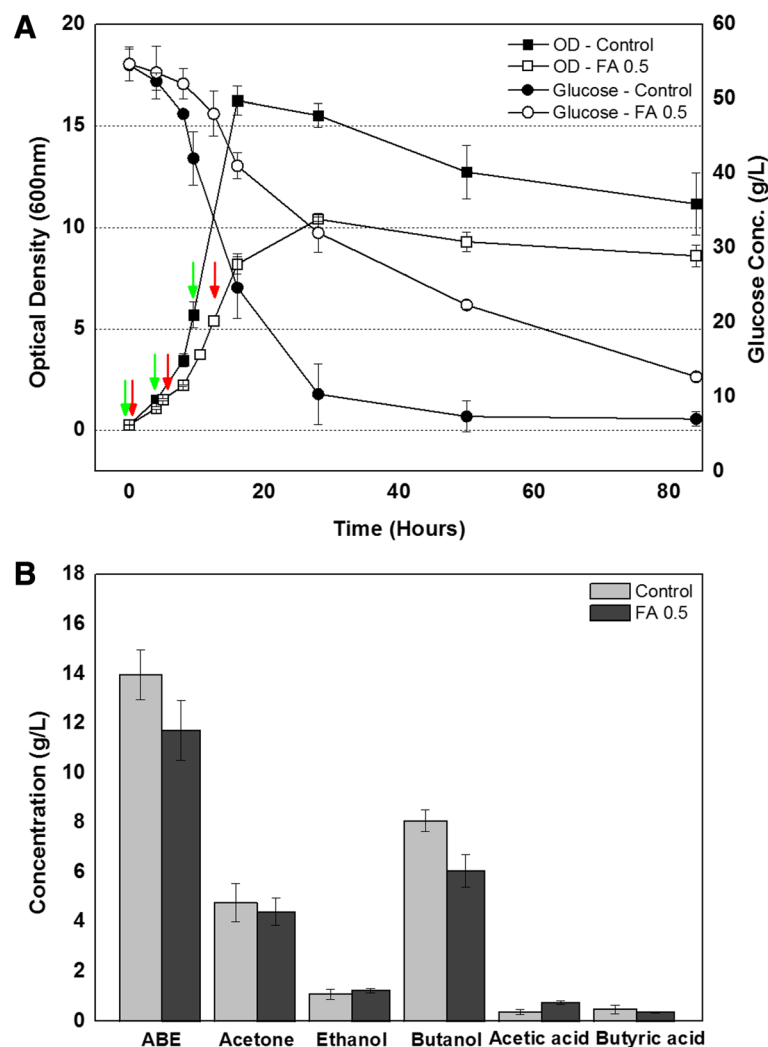 A
20
15
10
5
0
Optical Density (600nm)
60
50
40
30
20
10
0
Glucose Conc. (g/L)
OD - Control
OD - FA 0.5
Glucose - Control
Glucose - FA 0.5
0 20 40 60 80
Time (Hours)
B
18
16
14
12
10
8
6
4
2
0
Concentration (g/L)
Control
FA 0.5
ABE Acetone Ethanol Butanol Acetic acid Butyric acid